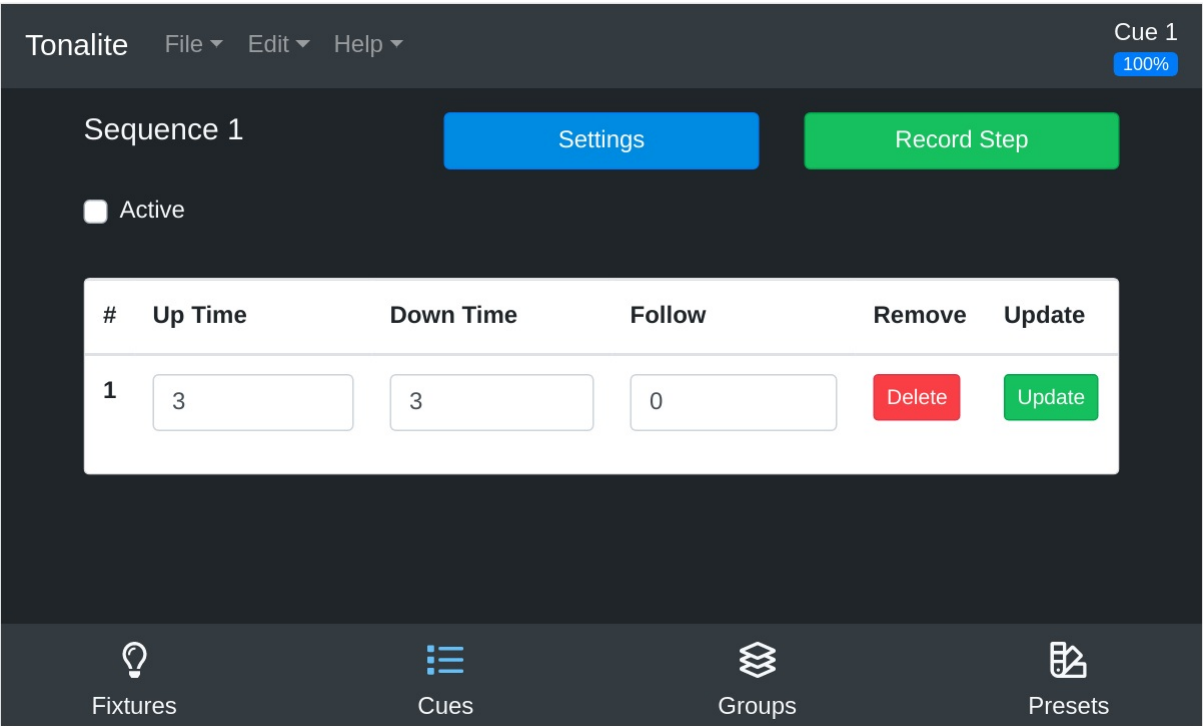 Tonalite File Edit Help Cue 1
100%
Sequence 1 Settings Record Step
Active
# Up Time Down Time Follow Remove Update
1 3 3 0 Delete Update
Fixtures Cues Groups Presets